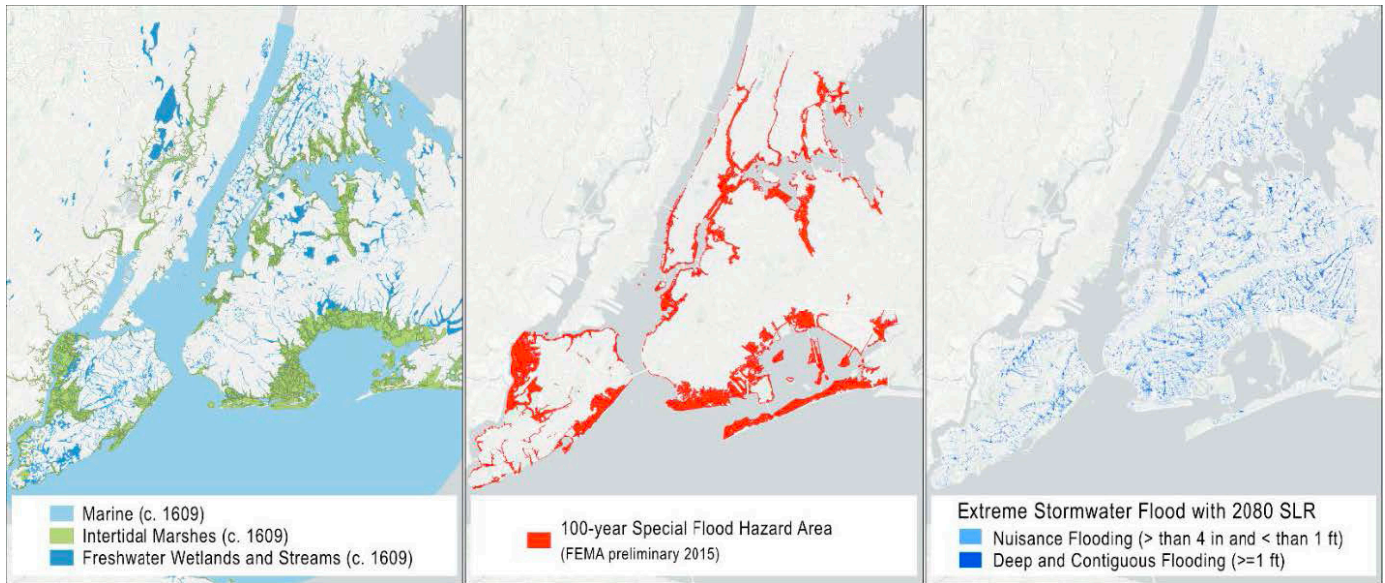 Marine (c. 1609)
Intertidal Marshes (c. 1609)
Freshwater Wetlands and Streams (c. 1609)
100-year Special Flood Hazard Area
(FEMA preliminary 2015)
Extreme Stormwater Flood with 2080 SLR
Nuisance Flooding (> than 4 in and < than 1 ft)
Deep and Contiguous Flooding (>=1 ft)